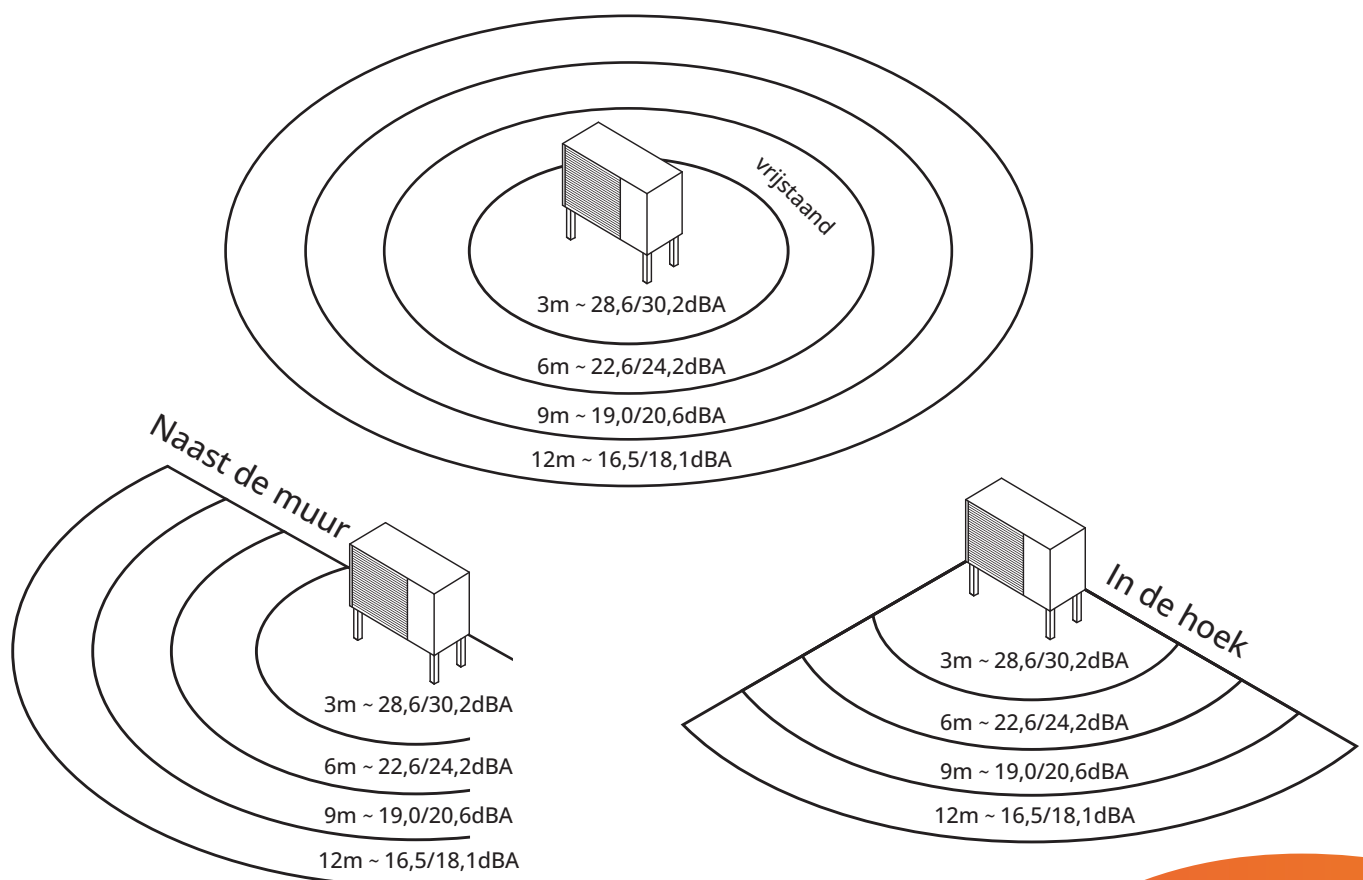 vrijstaand
3m ~ 28,6/30,2dBA
6m ~ 22,6/24,2dBA
9m ~ 19,0/20,6dBA
12m ~ 16,5/18,1dBA
Naast de muur
3m ~ 28,6/30,2dBA
6m ~ 22,6/24,2dBA
9m ~ 19,0/20,6dBA
12m ~ 16,5/18,1dBA
In de hoek
3m ~ 28,6/30,2dBA
6m ~ 22,6/24,2dBA
9m ~ 19,0/20,6dBA
12m ~ 16,5/18,1dBA